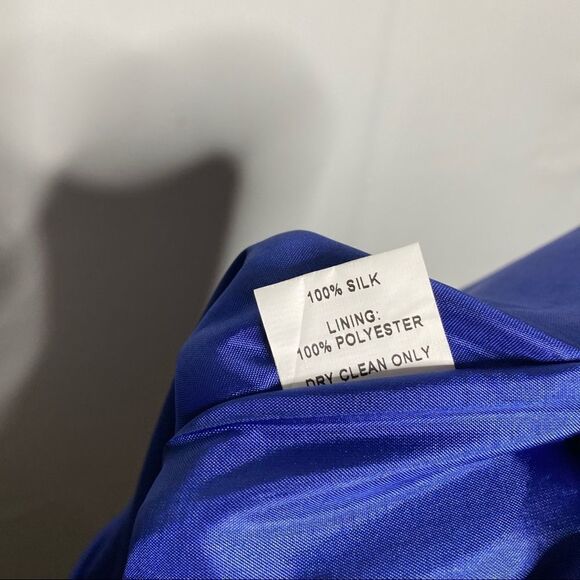 100% SILK
LINING:
100% POLYESTER
DRY CLEAN ONLY